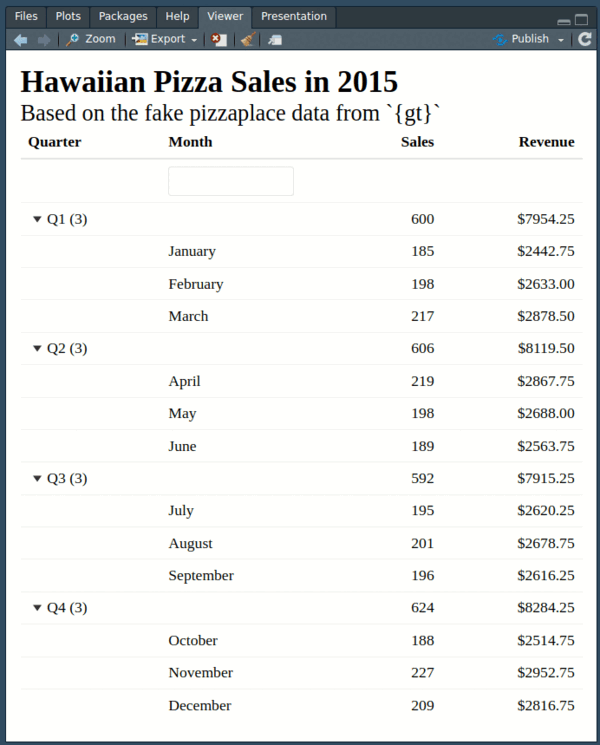 Files Plots Packages Help Viewer Presentation
Zoom Export Publish
Hawaiian Pizza Sales in 2015
Based on the fake pizzaplace data from `{gt}`
Quarter Month Sales Revenue
Q1 (3) 600 $7954.25
January 185 $2442.75
February 198 $2633.00
March 217 $2878.50
Q2 (3) 606 $8119.50
April 219 $2867.75
May 198 $2688.00
June 189 $2563.75
Q3 (3) 592 $7915.25
July 195 $2620.25
August 201 $2678.75
September 196 $2616.25
Q4 (3) 624 $8284.25
October 188 $2514.75
November 227 $2952.75
December 209 $2816.75